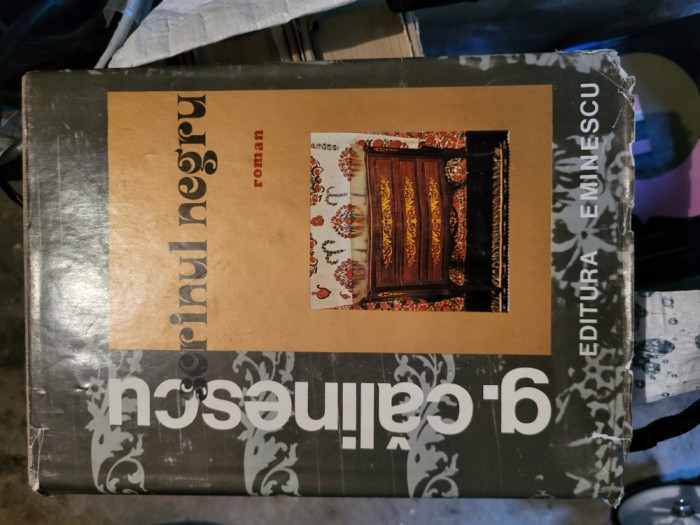 g. călinescu
scrinul negru
roman
EDITURA EMINESCU